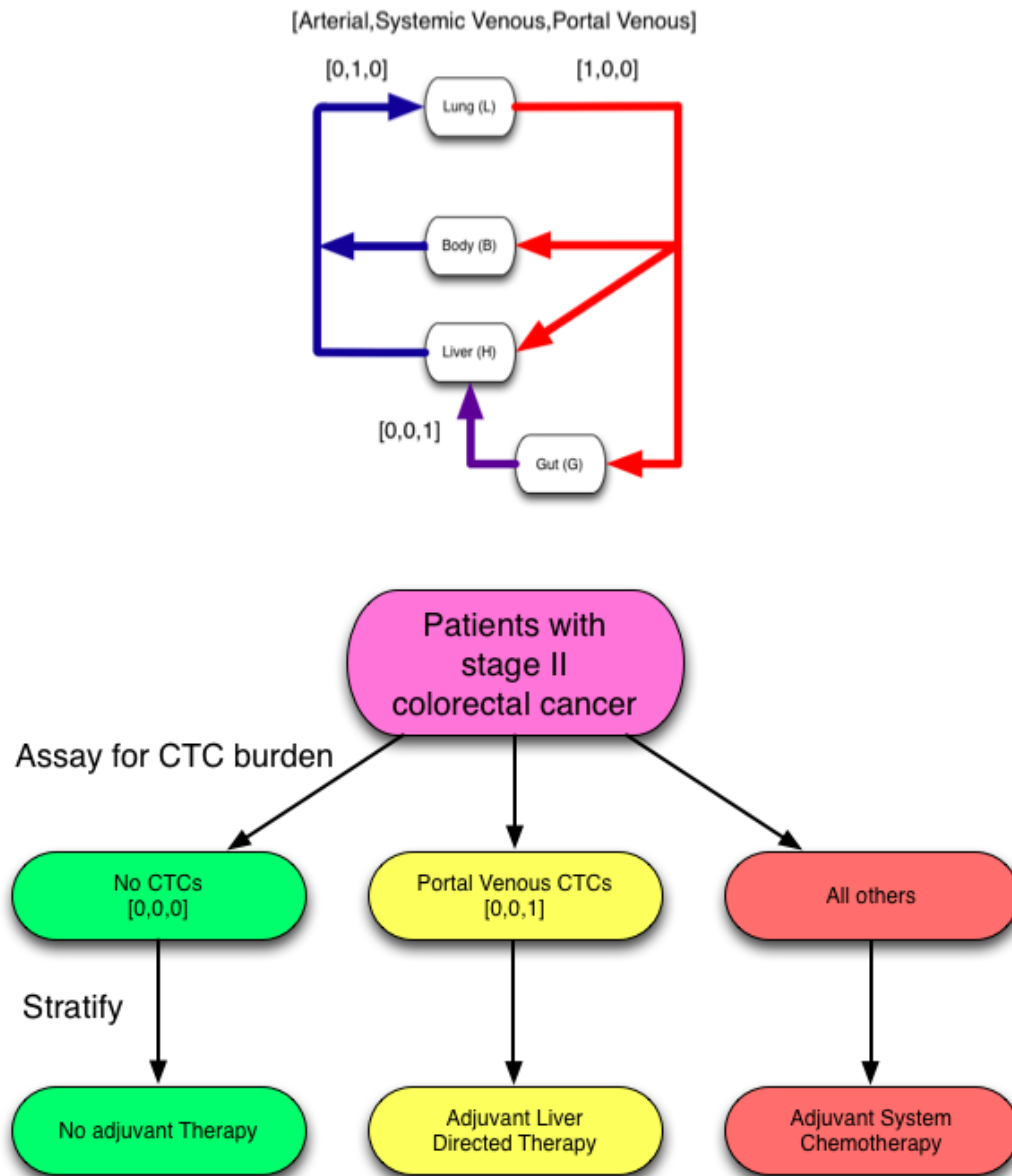 [Arterial,Systemic Venous,Portal Venous]
[0,1,0]
[1,0,0]
Lung (L)
Body (B)
Liver (H)
[0,0,1]
Gut (G)
Patients with
stage II
colorectal cancer
Assay for CTC burden
No CTCs
[0,0,0]
Portal Venous CTCs
[0,0,1]
All others
Stratify
No adjuvant Therapy
Adjuvant Liver
Directed Therapy
Adjuvant System
Chemotherapy